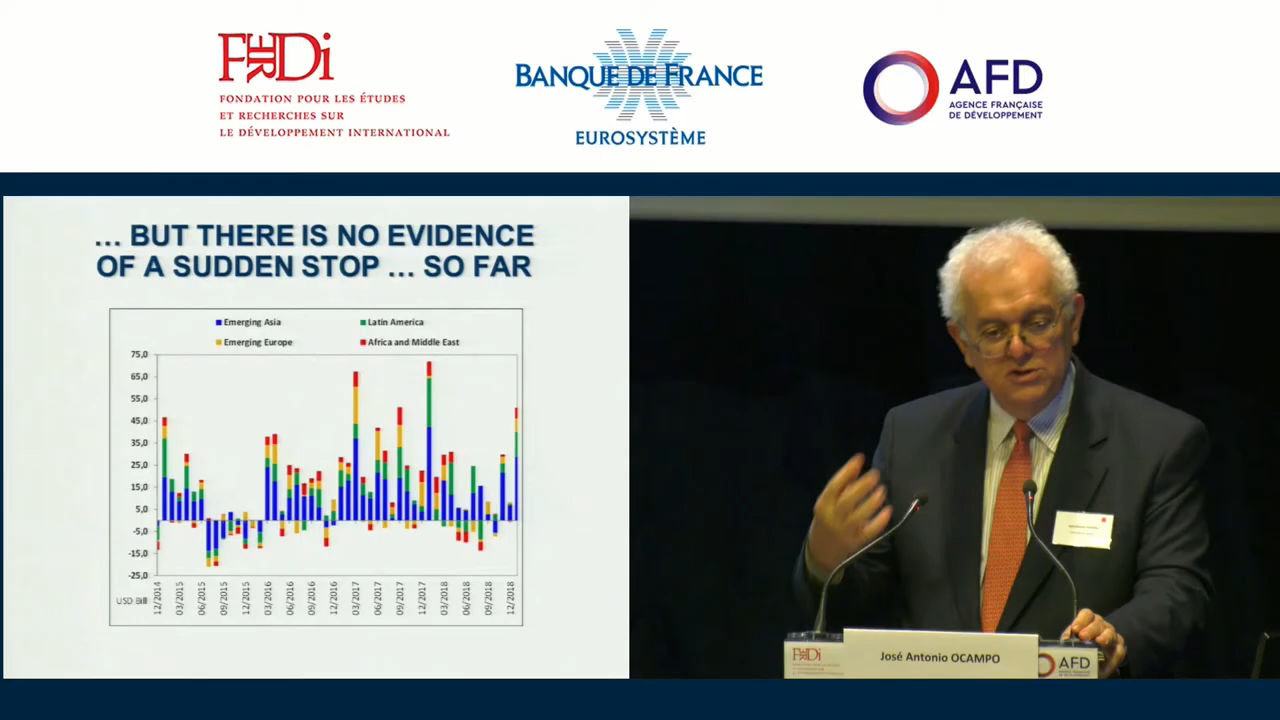 FERDi
FONDATION POUR LES ÉTUDES
ET RECHERCHES SUR
LE DÉVELOPPEMENT INTERNATIONAL
BANQUE DE FRANCE
EUROSYSTÈME
AFD
AGENCE FRANÇAISE
DE DÉVELOPPEMENT
... BUT THERE IS NO EVIDENCE
OF A SUDDEN STOP ... SO FAR
Emerging Asia
Latin America
Emerging Europe
Africa and Middle East
75,0
65,0
55,0
45,0
35,0
25,0
15,0
5,0
-5,0
-15,0
-25,0
USD Bill
12/2014
03/2015
06/2015
09/2015
12/2015
03/2016
06/2016
09/2016
12/2016
03/2017
06/2017
09/2017
12/2017
03/2018
06/2018
09/2018
12/2018
José Antonio OCAMPO
FERDi
AFD